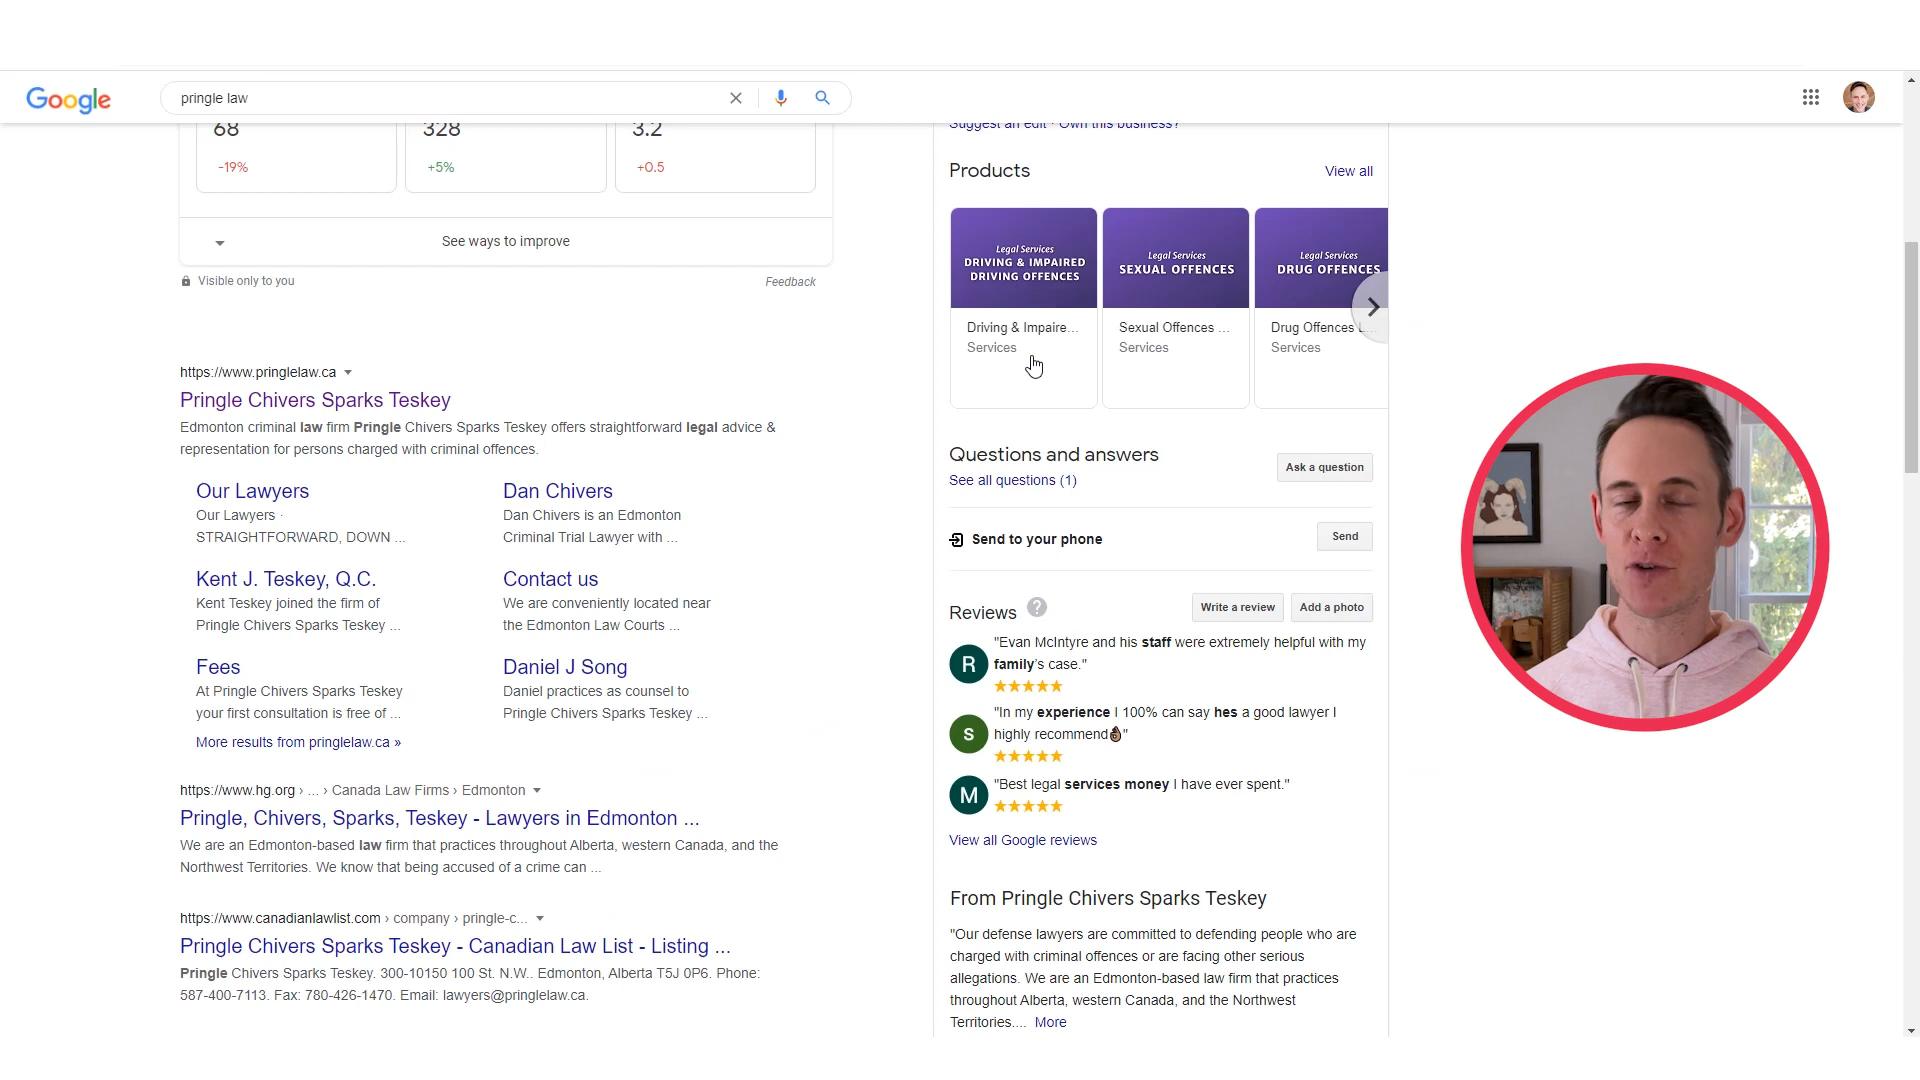 Google
pringle law
68
328
3.2
-19%
+5%
+0.5
See ways to improve
Visible only to you
Feedback
https://www.pringlelaw.ca
Pringle Chivers Sparks Teskey
Edmonton criminal law firm Pringle Chivers Sparks Teskey offers straightforward legal advice &
representation for persons charged with criminal offences.
Our Lawyers
Our Lawyers ·
STRAIGHTFORWARD, DOWN ...
Dan Chivers
Dan Chivers is an Edmonton
Criminal Trial Lawyer with ...
Kent J. Teskey, Q.C.
Kent Teskey joined the firm of
Pringle Chivers Sparks Teskey ...
Contact us
We are conveniently located near
the Edmonton Law Courts ...
Fees
At Pringle Chivers Sparks Teskey
your first consultation is free of ...
Daniel J Song
Daniel practices as counsel to
Pringle Chivers Sparks Teskey ...
More results from pringlelaw.ca »
https://www.hg.org › ... › Canada Law Firms › Edmonton
Pringle, Chivers, Sparks, Teskey - Lawyers in Edmonton ...
We are an Edmonton-based law firm that practices throughout Alberta, western Canada, and the
Northwest Territories. We know that being accused of a crime can ...
https://www.canadianlawlist.com › company › pringle-c...
Pringle Chivers Sparks Teskey - Canadian Law List - Listing ...
Pringle Chivers Sparks Teskey. 300-10150 100 St. N.W.. Edmonton, Alberta T5J 0P6. Phone:
587-400-7113. Fax: 780-426-1470. Email: lawyers@pringlelaw.ca.
Suggest an edit · Own this business?
Products
View all
Legal Services
DRIVING & IMPAIRED
DRIVING OFFENCES
Driving & Impaire...
Services
Legal Services
SEXUAL OFFENCES
Sexual Offences ...
Services
Legal Services
DRUG OFFENCES
Drug Offences L...
Services
Questions and answers
See all questions (1)
Ask a question
Send to your phone
Send
Reviews ?
Write a review
Add a photo
R
"Evan McIntyre and his staff were extremely helpful with my
family's case."
S
"In my experience I 100% can say hes a good lawyer I
highly recommend👌🏾"
M
"Best legal services money I have ever spent."
View all Google reviews
From Pringle Chivers Sparks Teskey
"Our defense lawyers are committed to defending people who are
charged with criminal offences or are facing other serious
allegations. We are an Edmonton-based law firm that practices
throughout Alberta, western Canada, and the Northwest
Territories.... More